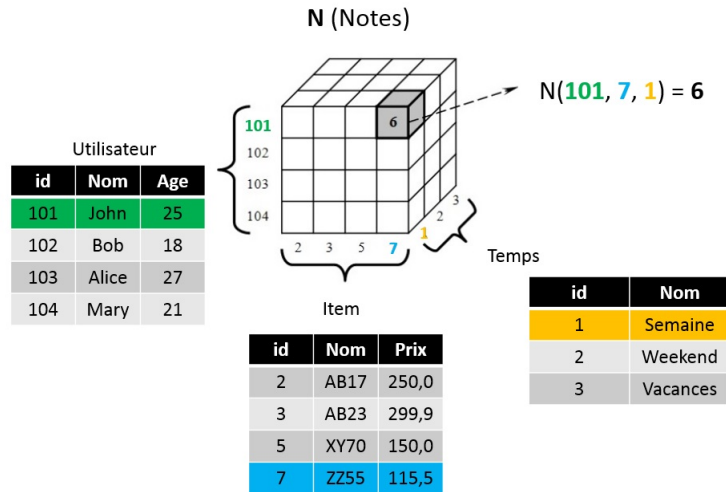 N (Notes)
N(101, 7, 1) = 6
6
101
102
103
104
2 3 5 7
1 2 3
Utilisateur
id Nom Age
101 John 25
102 Bob 18
103 Alice 27
104 Mary 21
Item
id Nom Prix
2 AB17 250,0
3 AB23 299,9
5 XY70 150,0
7 ZZ55 115,5
Temps
id Nom
1 Semaine
2 Weekend
3 Vacances